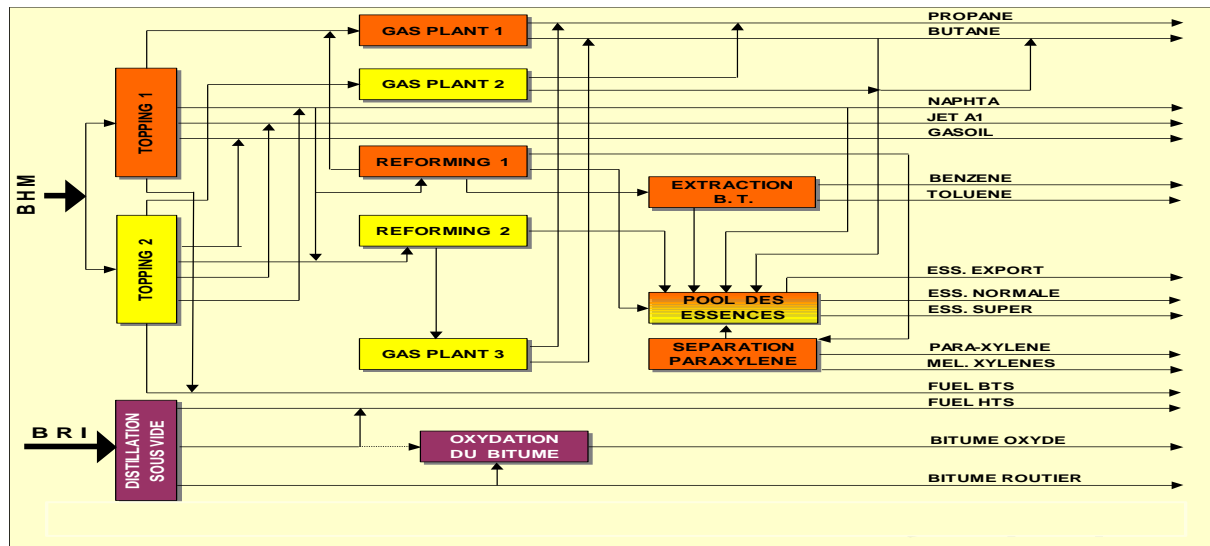 PROPANE
GAS PLANT 1
BUTANE
GAS PLANT 2
TOPPING 1
NAPHTA
JET A1
GASOIL
REFORMING 1
BHM
EXTRACTION
B. T.
BENZENE
TOLUENE
REFORMING 2
TOPPING 2
ESS. EXPORT
POOL DES
ESSENCES
ESS. NORMALE
ESS. SUPER
GAS PLANT 3
SEPARATION
PARAXYLENE
PARA-XYLENE
MEL. XYLENES
FUEL BTS
FUEL HTS
BRI
DISTILLATION
SOUS VIDE
OXYDATION
DU BITUME
BITUME OXYDE
BITUME ROUTIER